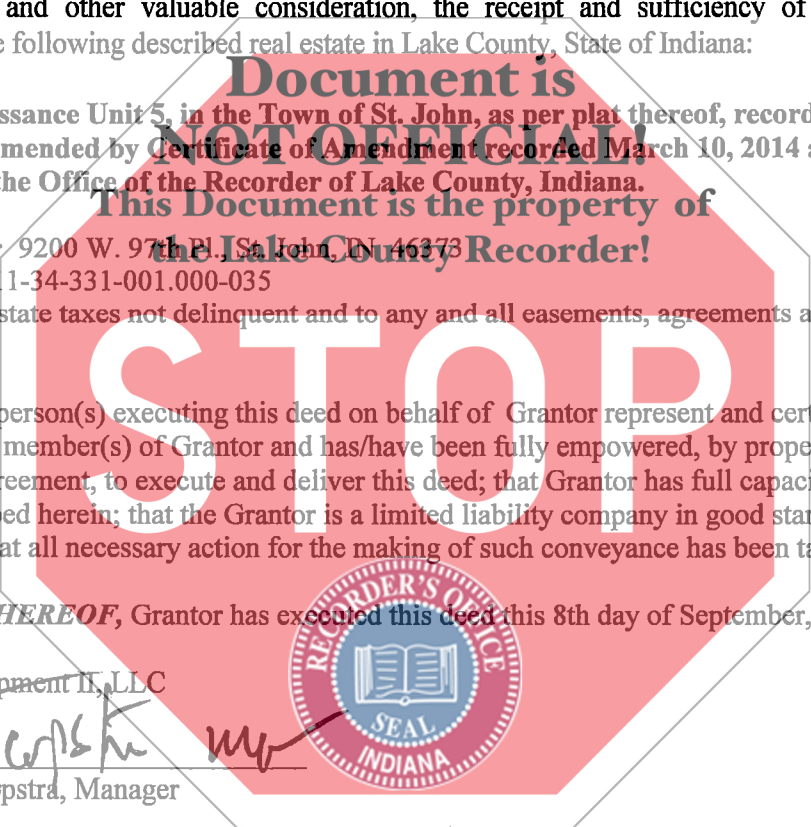 and other valuable consideration, the receipt and sufficiency of
following described real estate in Lake County, State of Indiana:
Document is
ssance Unit 5, in the Town of St. John, as per plat thereof, record
NOT OFFICIAL!
mended by Certificate of Amendment recorded March 10, 2014 a
the Office of the Recorder of Lake County, Indiana.
This Document is the property of
9200 W. 97th Pl., St. John, IN 46373
the Lake County Recorder!
1-34-331-001.000-035
state taxes not delinquent and to any and all easements, agreements a
STOP
person(s) executing this deed on behalf of Grantor represent and cert
member(s) of Grantor and has/have been fully empowered, by prope
reement, to execute and deliver this deed; that Grantor has full capaci
bed herein; that the Grantor is a limited liability company in good stan
at all necessary action for the making of such conveyance has been ta
HEREOF, Grantor has executed this deed this 8th day of September,
RECORDER'S OFFICE
SEAL
INDIANA
pment II, LLC
pstra, Manager